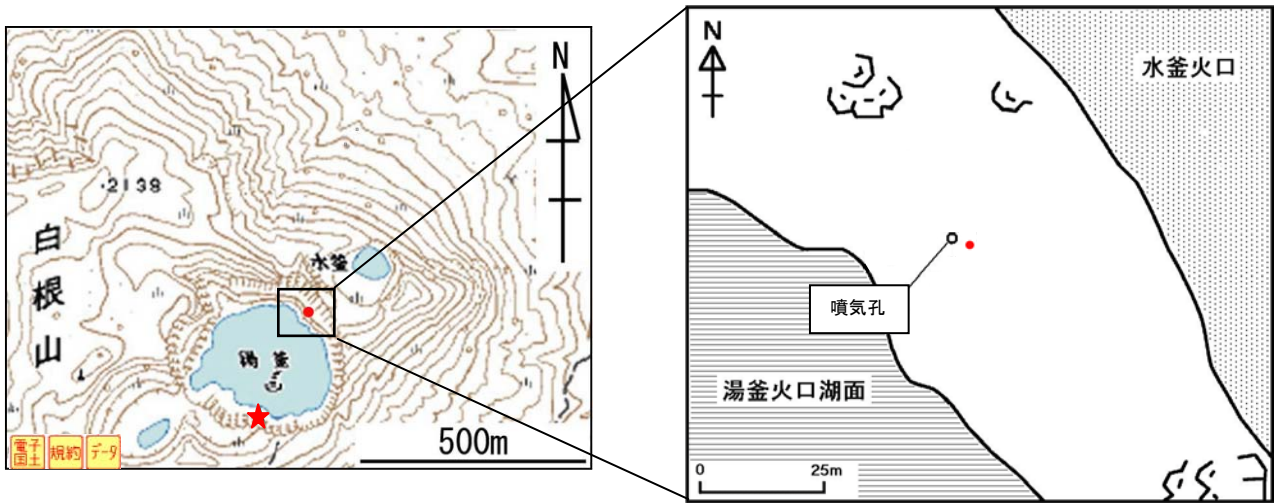 N
・2138
白根山
水釜
湯釜
500m
電子国土
規約
データ
N
水釜火口
噴気孔
湯釜火口湖面
0
25m